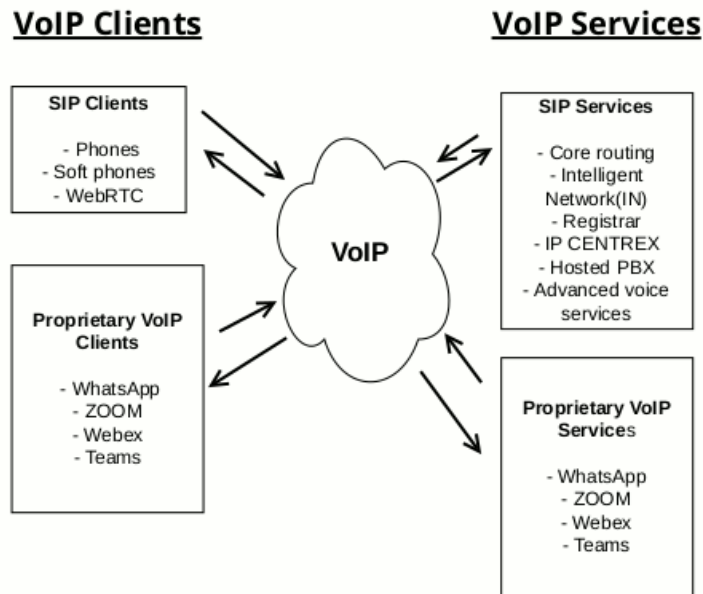 VoIP Clients
SIP Clients
- Phones
- Soft phones
- WebRTC
Proprietary VoIP
Clients
- WhatsApp
- ZOOM
- Webex
- Teams
VoIP
VoIP Services
SIP Services
- Core routing
- Intelligent
Network(IN)
- Registrar
- IP CENTREX
- Hosted PBX
- Advanced voice
services
Proprietary VoIP
Services
- WhatsApp
- ZOOM
- Webex
- Teams